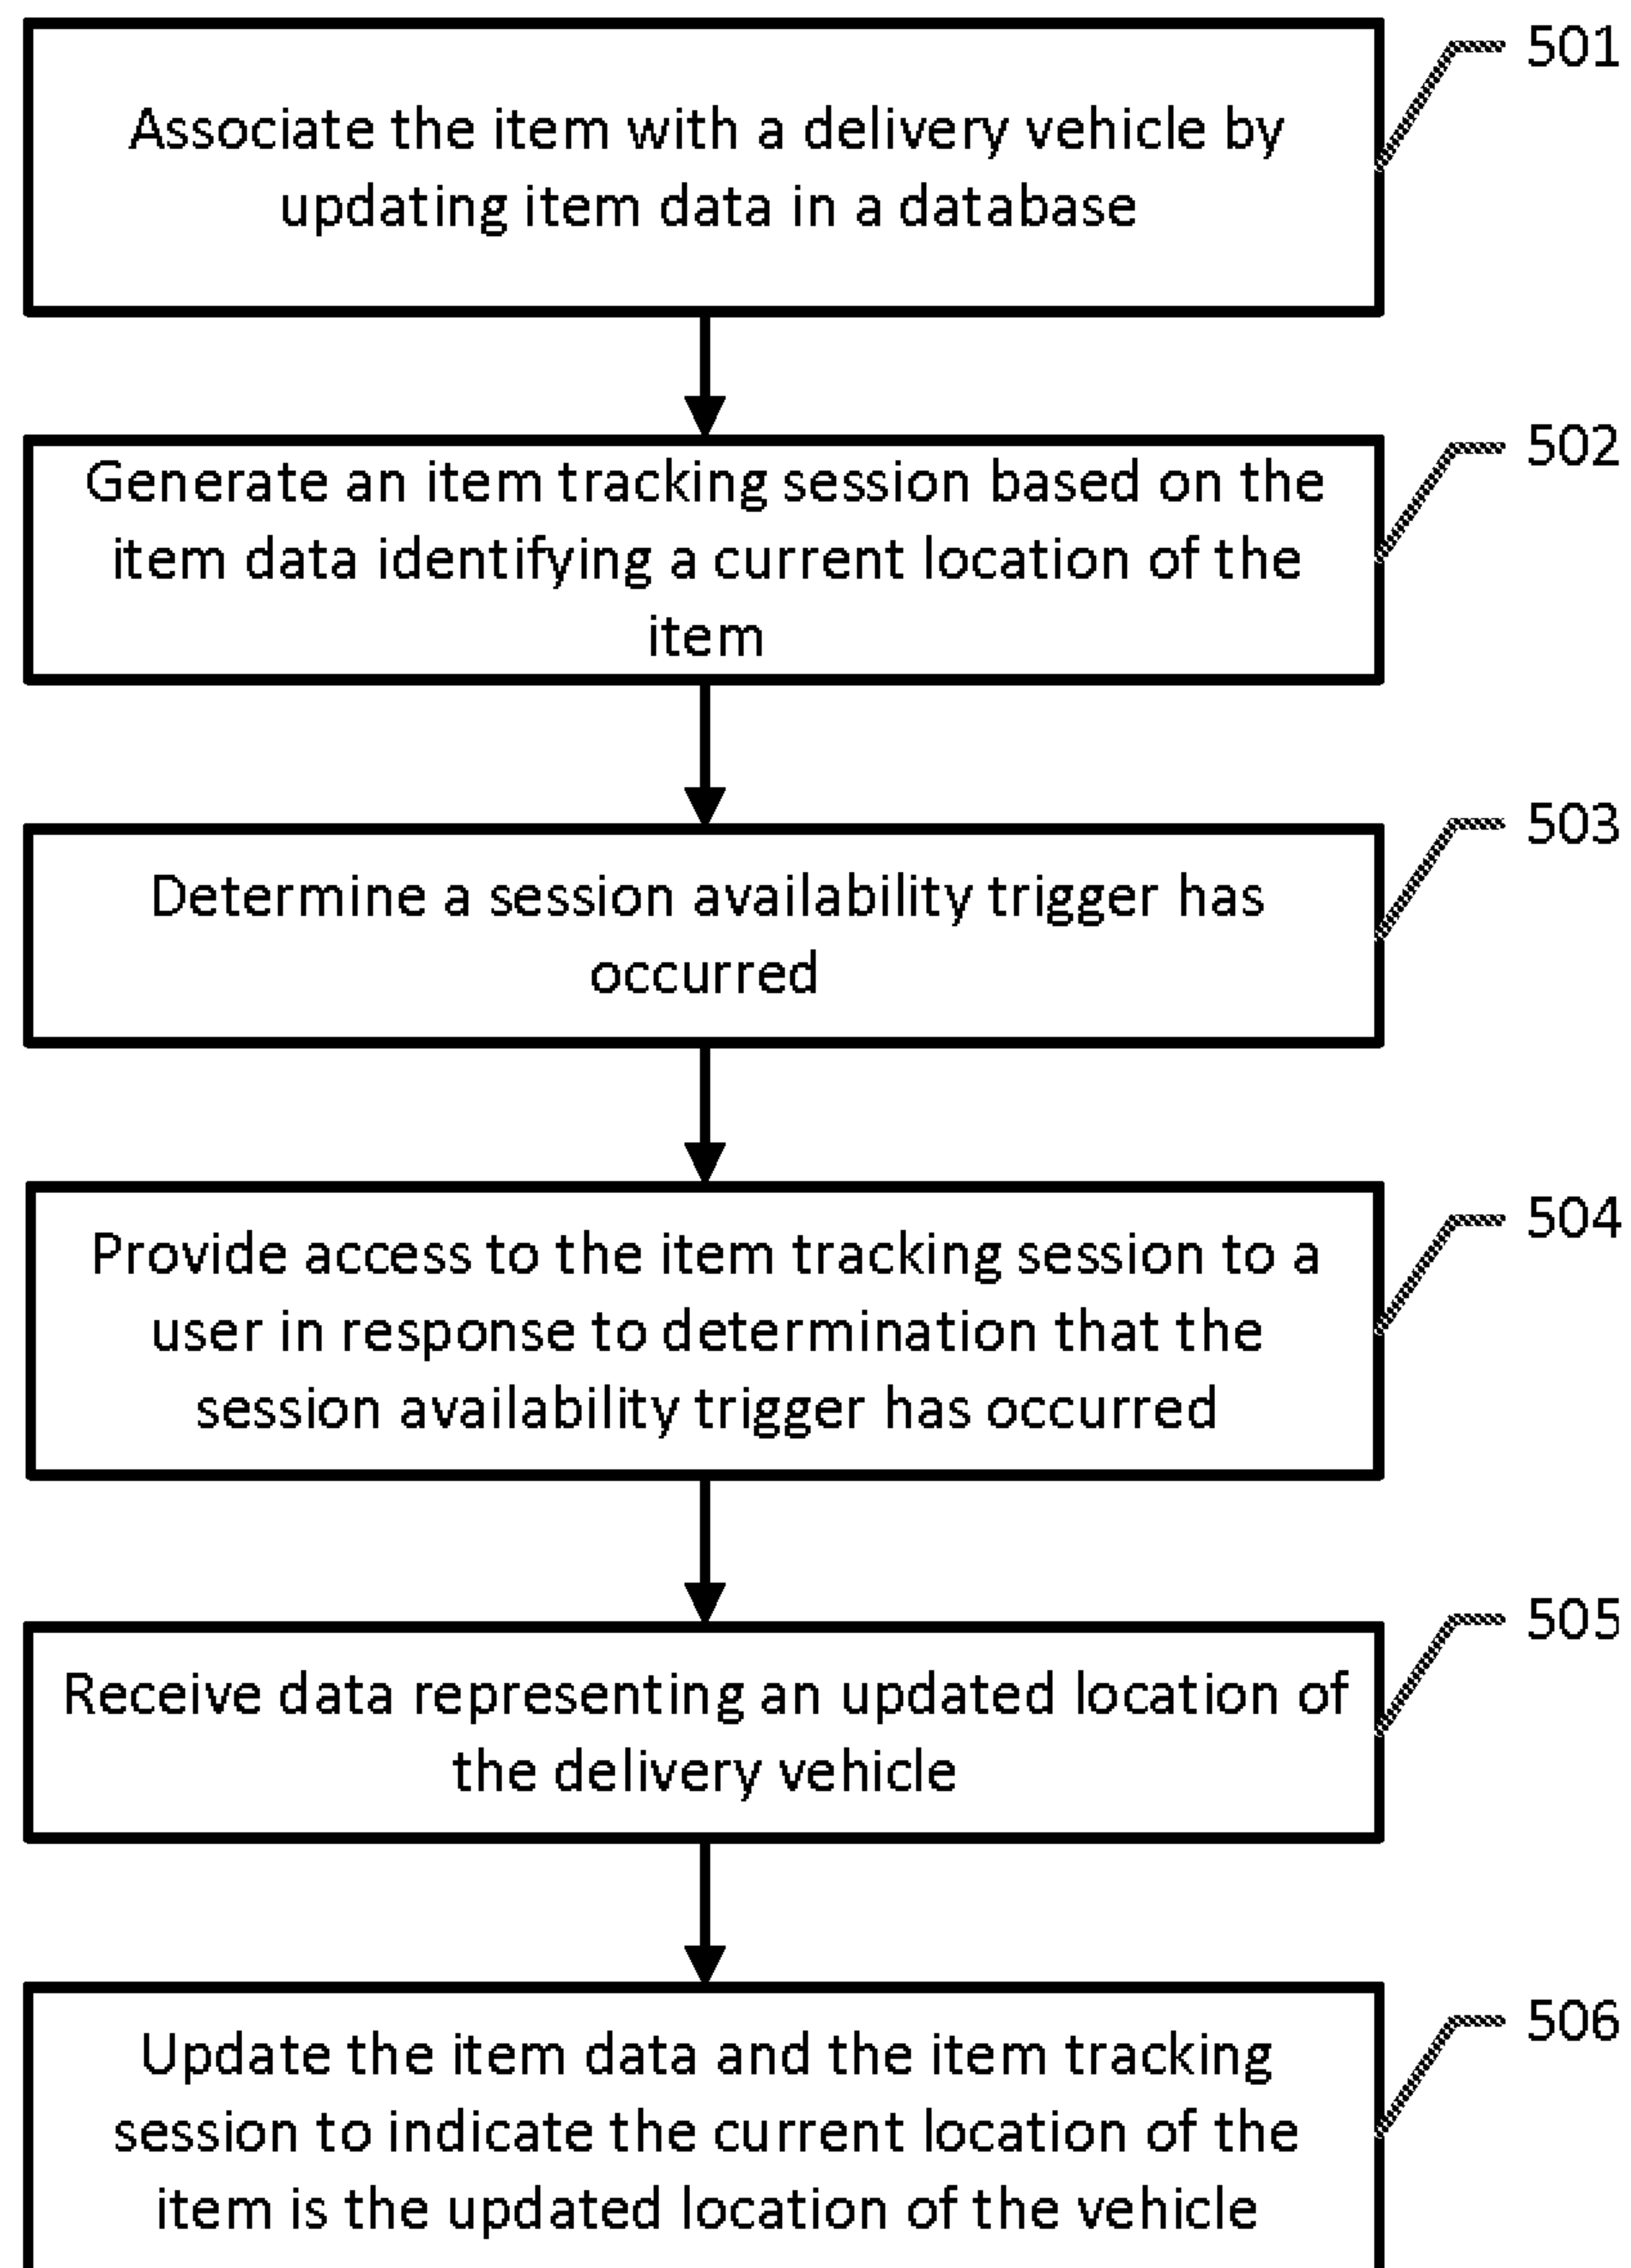 501
Associate the item with a delivery vehicle by
updating item data in a database
502
Generate an item tracking session based on the
item data identifying a current location of the
item
503
Determine a session availability trigger has
occurred
504
Provide access to the item tracking session to a
user in response to determination that the
session availability trigger has occurred
505
Receive data representing an updated location of
the delivery vehicle
506
Update the item data and the item tracking
session to indicate the current location of the
item is the updated location of the vehicle